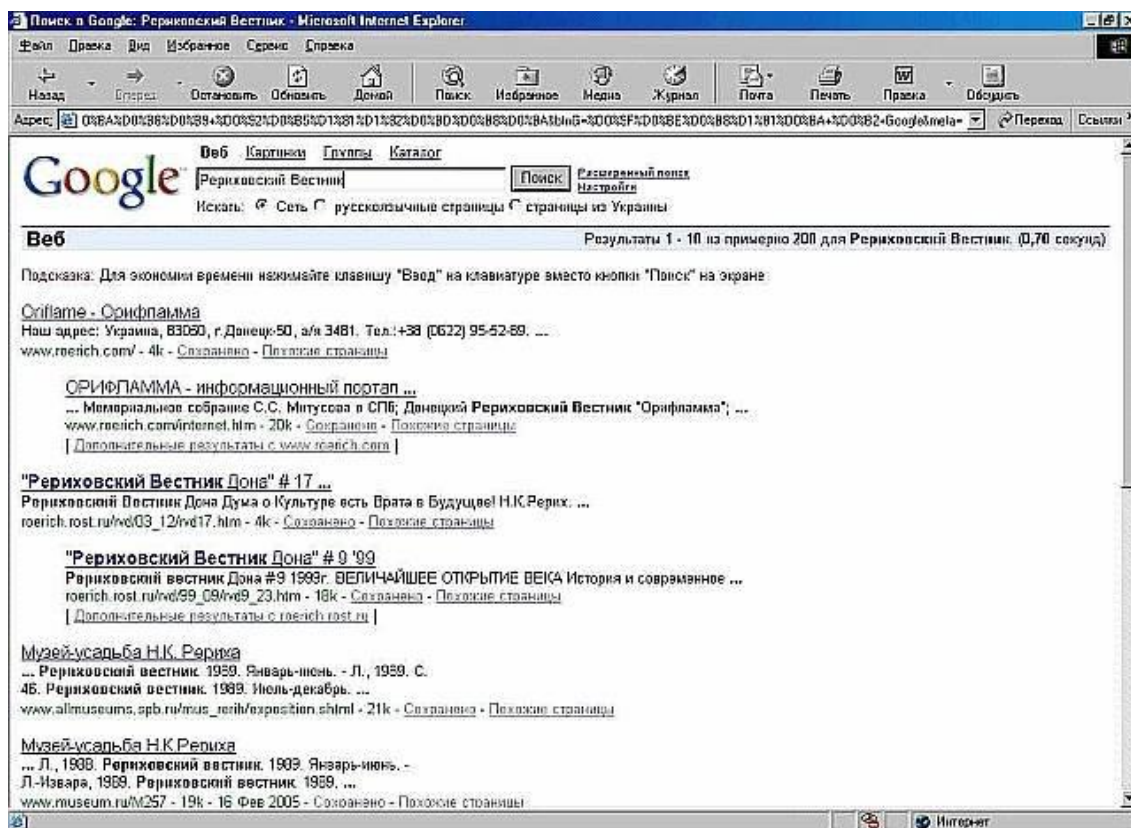 Поиск в Google: Рериховский Вестник - Microsoft Internet Explorer
Файл Правка Вид Избранное Сервис Справка
Назад Вперед Остановить Обновить Домой Поиск Избранное Медиа Журнал Почта Печать Правка Обсудить
Адрес: Переход Ссылки
Веб Картинки Группы Каталог
Google Рериховский Вестник Поиск Расширенный поиск
Настройки
Искать: Сеть русскоязычные страницы страницы из Украины
Веб Результаты 1 - 10 из примерно 200 для Рериховский Вестник. (0,70 секунд)
Подсказка: Для экономии времени нажимайте клавишу "Ввод" на клавиатуре вместо кнопки "Поиск" на экране
Oriflame - Орифламма
Наш адрес: Украина, 83050, г.Донецк-50, а/я 3481. Тел.:+38 (0622) 95-52-69. ...
www.roerich.com/ - 4k - Сохранено - Похожие страницы
ОРИФЛАММА - информационный портал ...
... Мемориальное собрание С.С. Митусова в СПб; Донецкий Рериховский Вестник "Орифламма"; ...
www.roerich.com/internet.htm - 20k - Сохранено - Похожие страницы
[ Дополнительные результаты с www.roerich.com ]
"Рериховский Вестник Дона" # 17 ...
Рериховский Вестник Дона Дума о Культуре есть Врата в Будущее! Н.К.Рерих. ...
roerich.rost.ru/rvd/03_12/rvd17.htm - 4k - Сохранено - Похожие страницы
"Рериховский Вестник Дона" # 9 '99
Рериховский вестник Дона #9 1999г. ВЕЛИЧАЙШЕЕ ОТКРЫТИЕ ВЕКА История и современное ...
roerich.rost.ru/rvd/99_09/rvd9_23.htm - 18k - Сохранено - Похожие страницы
[ Дополнительные результаты с roerich.rost.ru ]
Музей-усадьба Н.К. Рериха
... Рериховский вестник. 1989. Январь-июнь. - Л., 1989. С.
46. Рериховский вестник. 1989. Июль-декабрь. ...
www.allmuseums.spb.ru/mus_rerih/exposition.shtml - 21k - Сохранено - Похожие страницы
Музей-усадьба Н.К.Рериха
... Л., 1988. Рериховский вестник. 1989. Январь-июнь. -
Л.-Извара, 1989. Рериховский вестник. 1989. ...
www.museum.ru/M257 - 19k - 16 Фев 2005 - Сохранено - Похожие страницы
Интернет